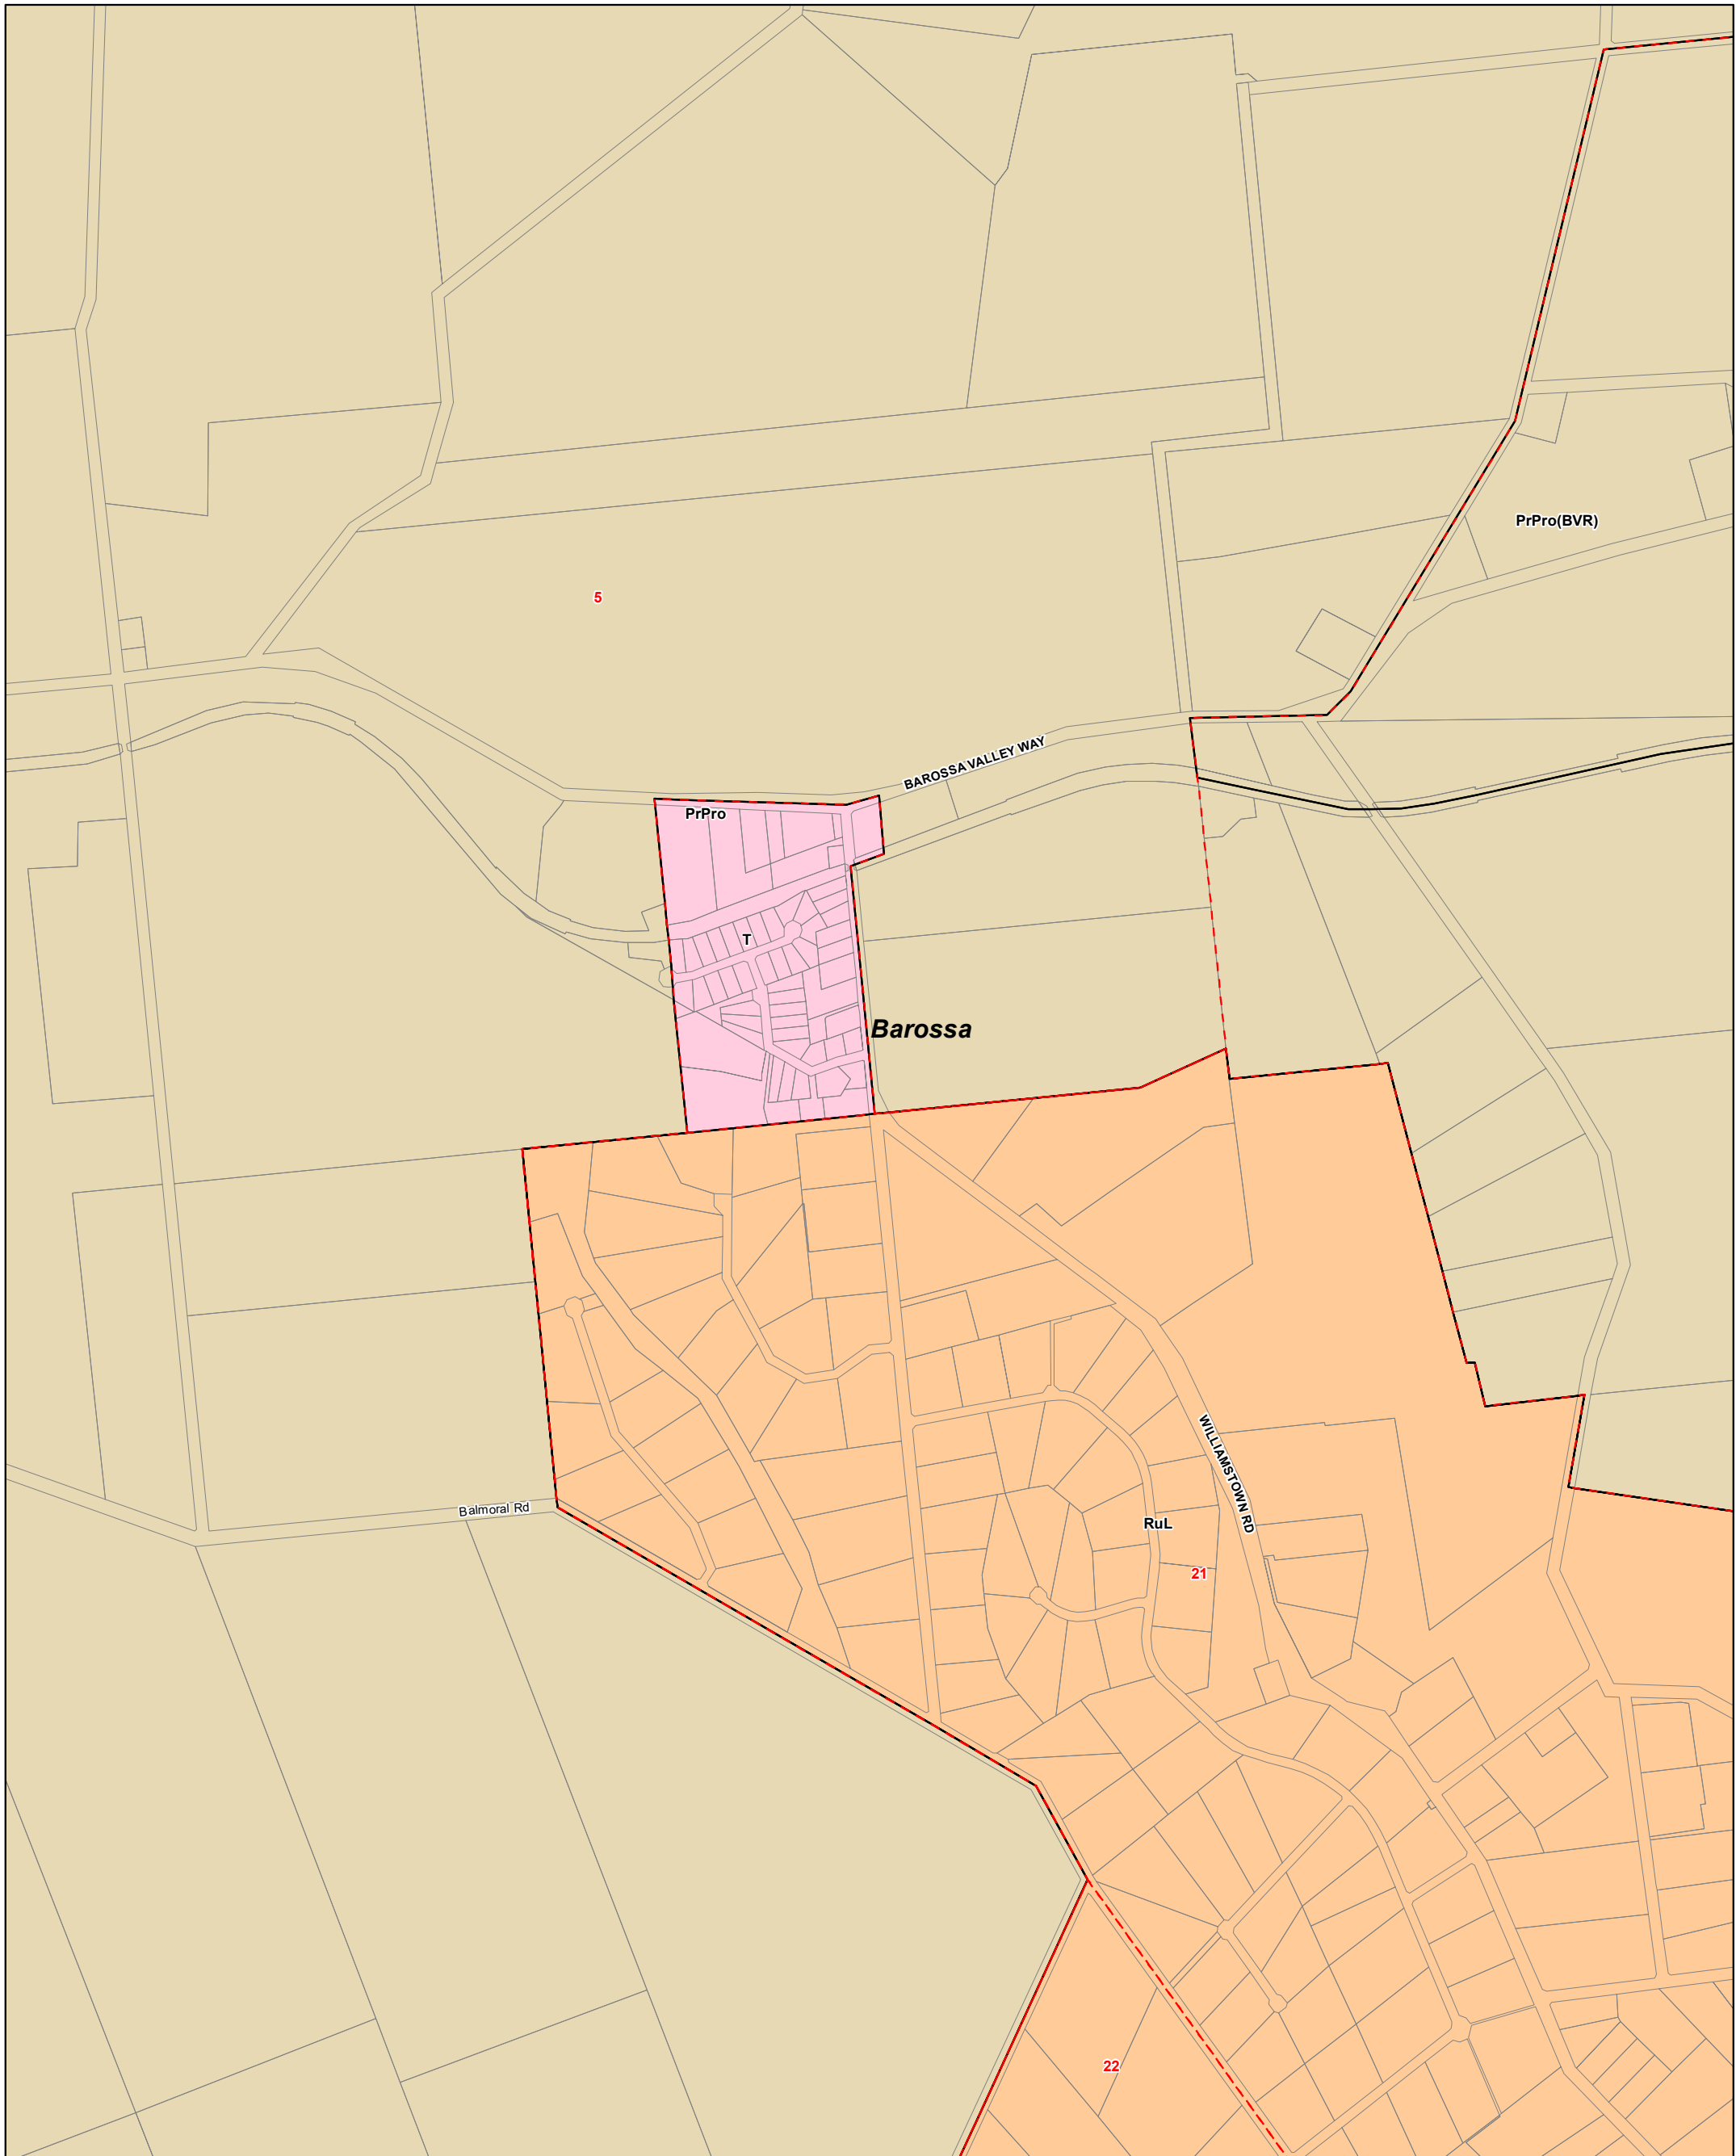 PrPro(BVR)
5
BAROSSA VALLEY WAY
PrPro
T
Barossa
WILLIAMSTOWN RD
Balmoral Rd
RuL
21
22